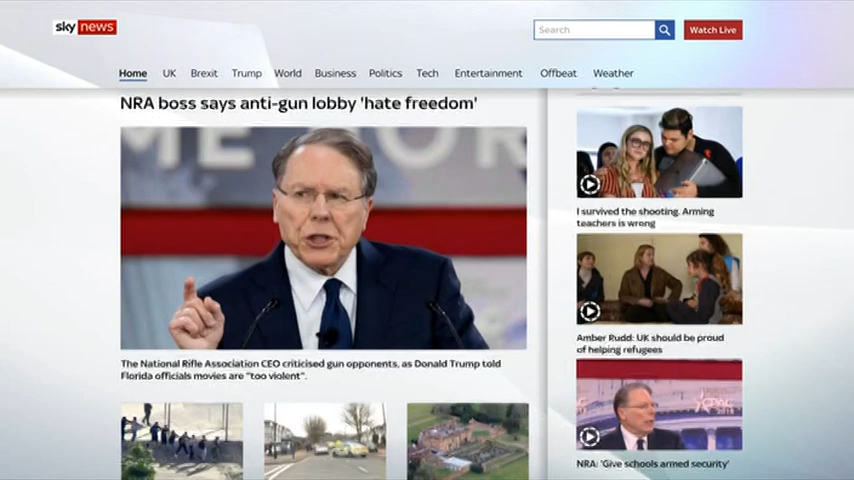 sky news
Search
Watch Live
Home UK Brexit Trump World Business Politics Tech Entertainment Offbeat Weather
NRA boss says anti-gun lobby 'hate freedom'
The National Rifle Association CEO criticised gun opponents, as Donald Trump told
Florida officials movies are "too violent".
I survived the shooting. Arming
teachers is wrong
Amber Rudd: UK should be proud
of helping refugees
CPAC
2018
NRA: 'Give schools armed security'